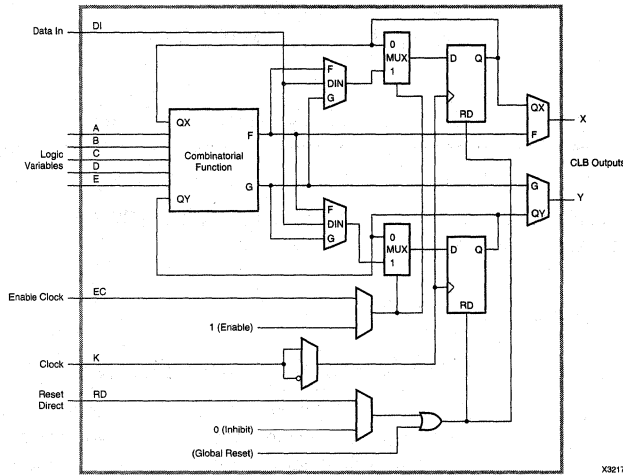 Data In
DI
0
MUX
1
D
Q
RD
F
DIN
G
QX
F
X
QX
A
B
C
D
E
Logic
Variables
Combinatorial
Function
F
G
QY
CLB Outputs
G
QY
Y
F
DIN
G
0
MUX
1
D
Q
RD
Enable Clock
EC
1 (Enable)
Clock
K
Reset
Direct
RD
0 (Inhibit)
(Global Reset)
X3217